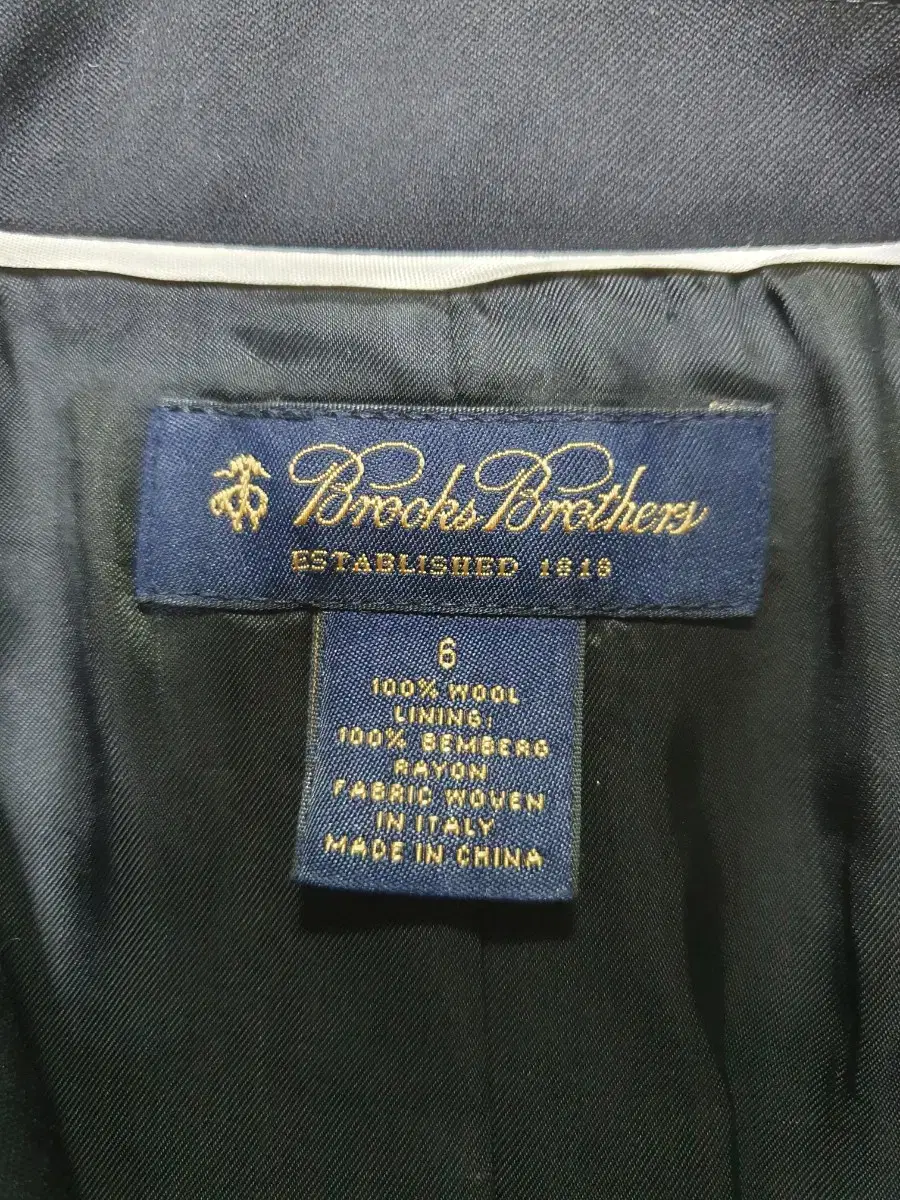 Brooks Brothers
ESTABLISHED 1818
6
100% WOOL
LINING:
100% BEMBERG
RAYON
FABRIC WOVEN
IN ITALY
MADE IN CHINA